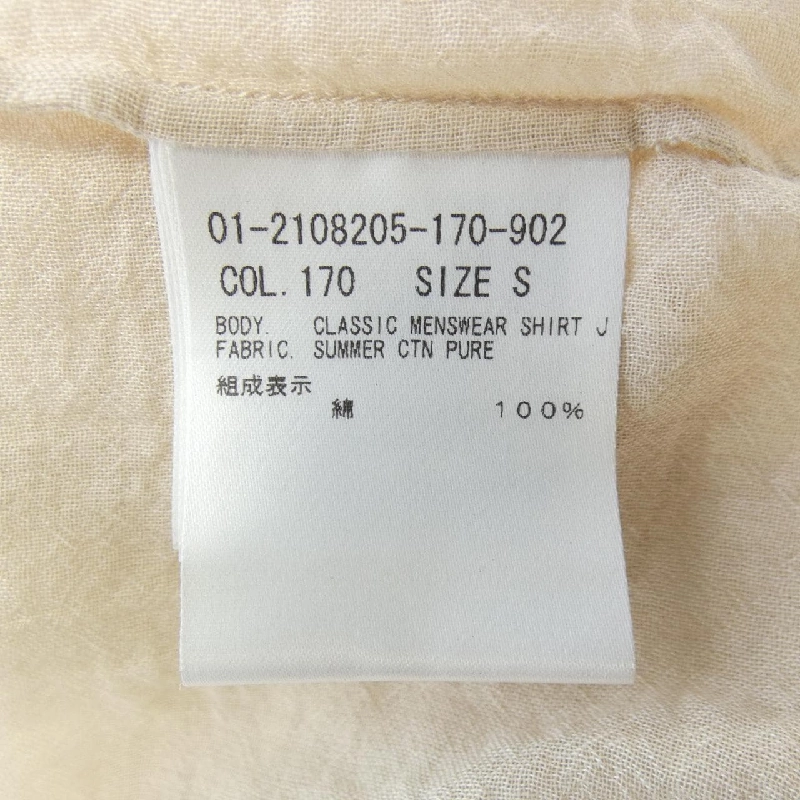 01-2108205-170-902
COL.170 SIZE S
BODY. CLASSIC MENSWEAR SHIRT J
FABRIC. SUMMER CTN PURE
組成表示
綿 100%